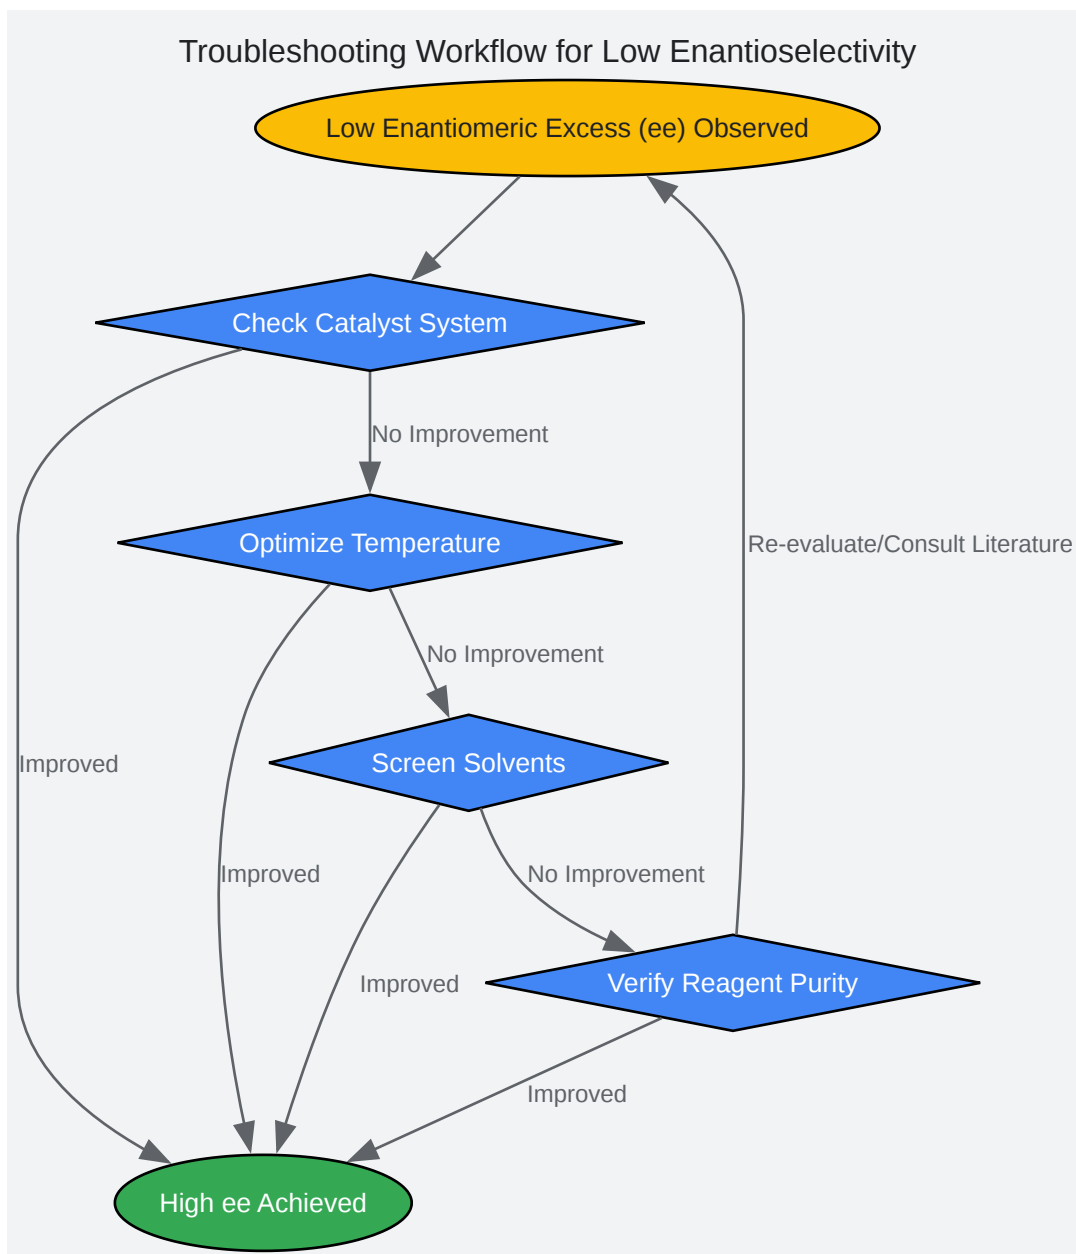 Troubleshooting Workflow for Low Enantioselectivity
Low Enantiomeric Excess (ee) Observed
Check Catalyst System
No Improvement
Optimize Temperature
Re-evaluate/Consult Literature
No Improvement
Improved
Screen Solvents
Improved
No Improvement
Improved
Verify Reagent Purity
Improved
High ee Achieved